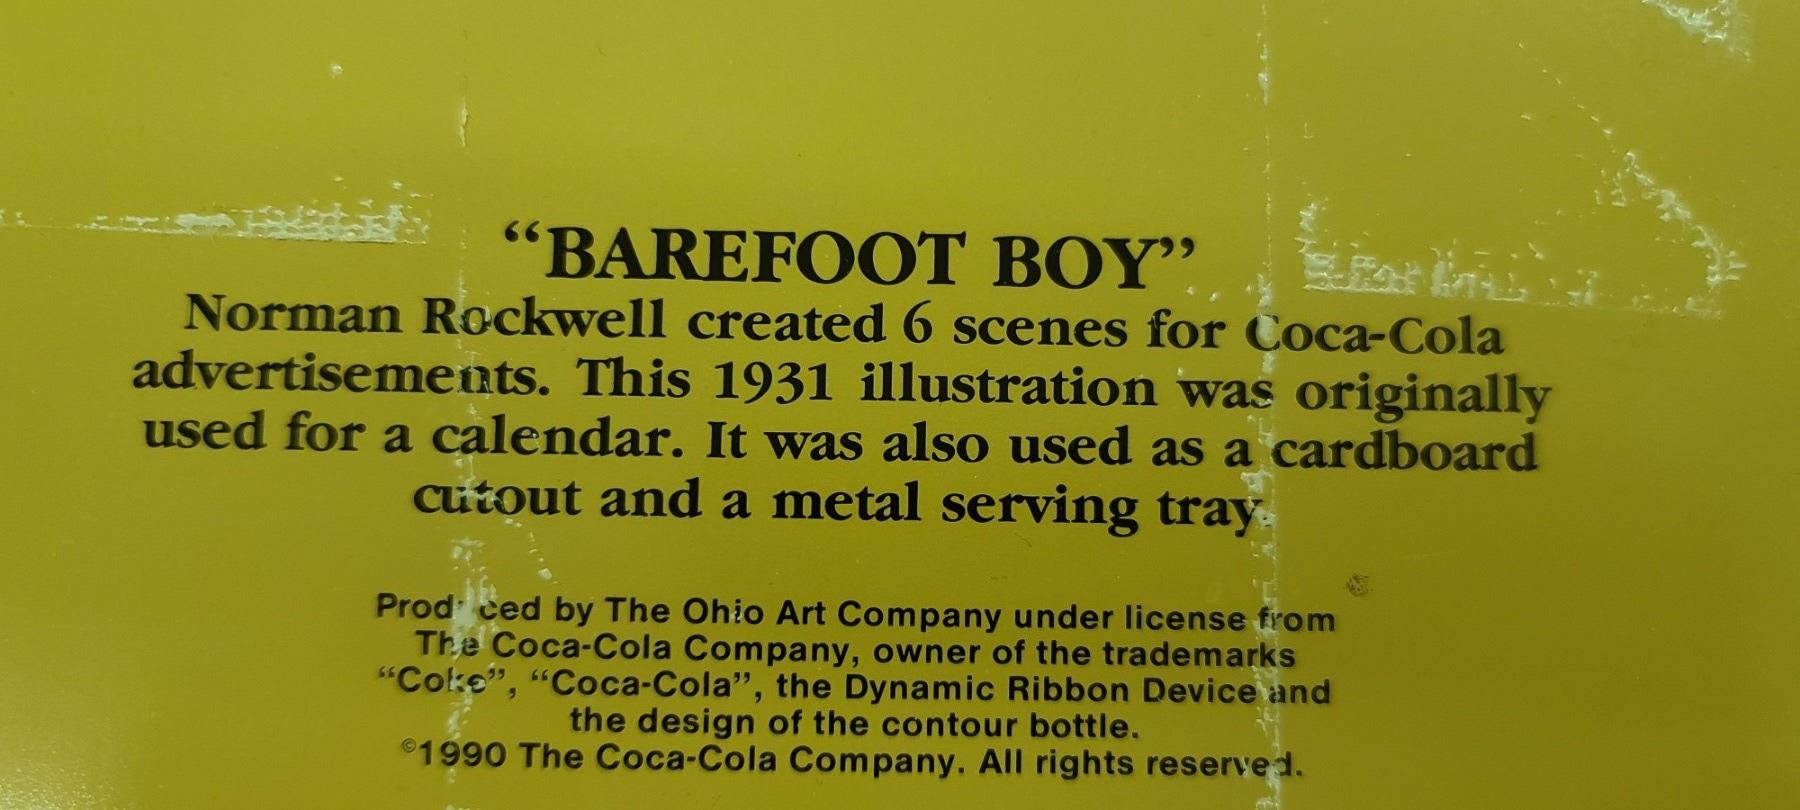 “BAREFOOT BOY”
Norman Rockwell created 6 scenes for Coca-Cola
advertisements. This 1931 illustration was originally
used for a calendar. It was also used as a cardboard
cutout and a metal serving tray.
Produced by The Ohio Art Company under license from
The Coca-Cola Company, owner of the trademarks
“Coke”, “Coca-Cola”, the Dynamic Ribbon Device and
the design of the contour bottle.
©1990 The Coca-Cola Company. All rights reserved.